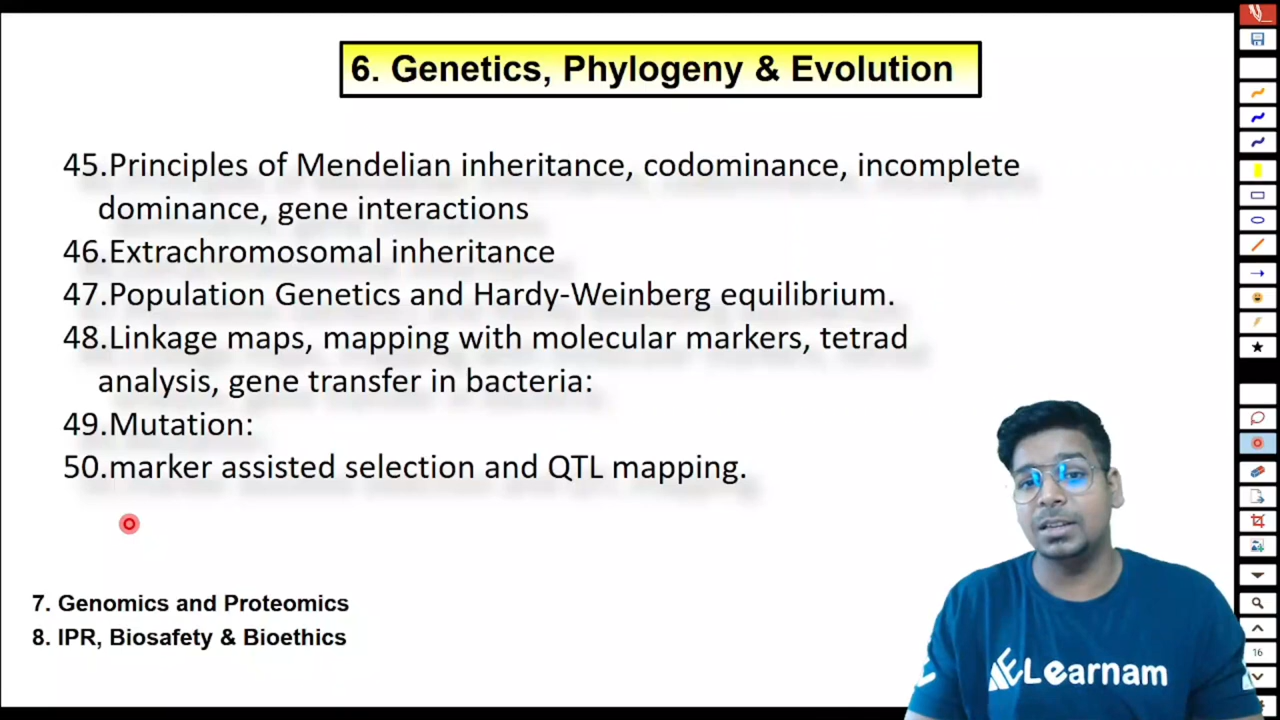 6. Genetics, Phylogeny & Evolution
45.Principles of Mendelian inheritance, codominance, incomplete
dominance, gene interactions
46.Extrachromosomal inheritance
47.Population Genetics and Hardy-Weinberg equilibrium.
48.Linkage maps, mapping with molecular markers, tetrad
analysis, gene transfer in bacteria:
49.Mutation:
50.marker assisted selection and QTL mapping.
7. Genomics and Proteomics
8. IPR, Biosafety & Bioethics
Learnam
16